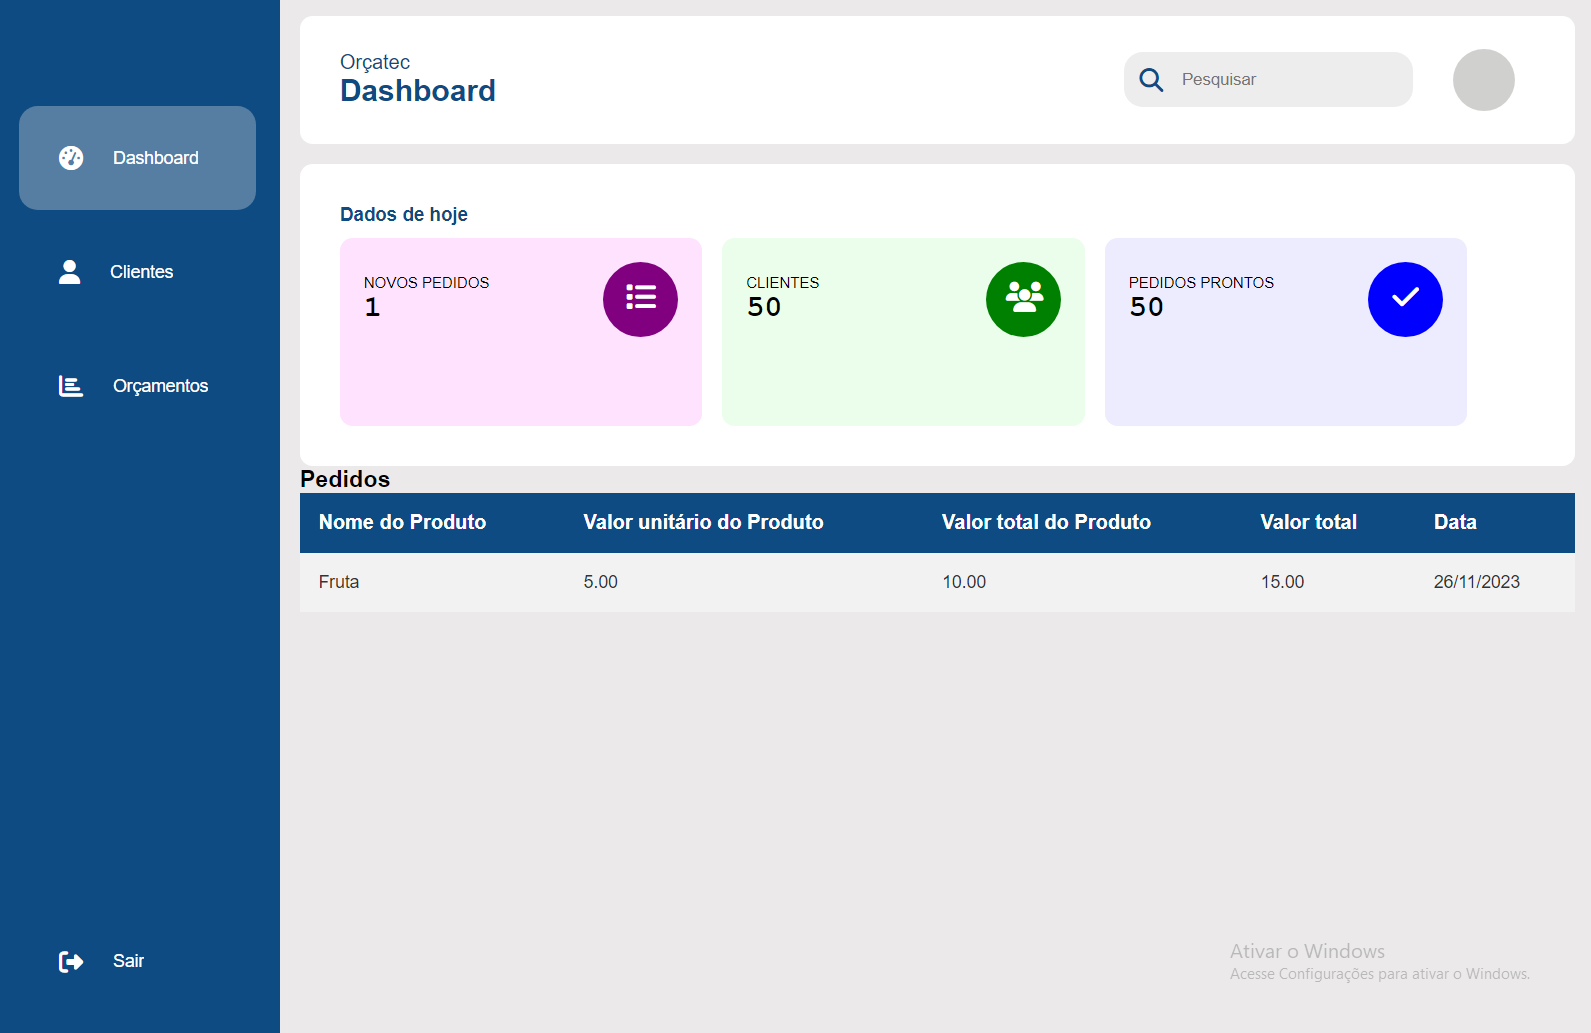 Orçatec
Dashboard
Pesquisar
Dashboard
Clientes
Orçamentos
Sair
Dados de hoje
NOVOS PEDIDOS
1
CLIENTES
50
PEDIDOS PRONTOS
50
Pedidos
Nome do Produto Valor unitário do Produto Valor total do Produto Valor total Data
Fruta 5.00 10.00 15.00 26/11/2023
Ativar o Windows
Acesse Configurações para ativar o Windows.